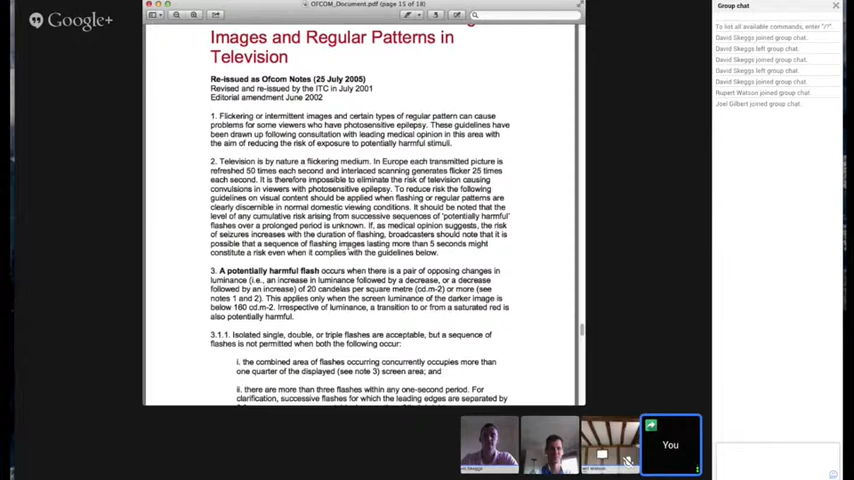 Google+
OFCOM_Document.pdf (page 15 of 18)
Images and Regular Patterns in
Television
Re-issued as Ofcom Notes (25 July 2005)
Revised and re-issued by the ITC in July 2001
Editorial amendment June 2002
1. Flickering or intermittent images and certain types of regular pattern can cause
problems for some viewers who have photosensitive epilepsy. These guidelines have
been drawn up following consultation with leading medical opinion in this area with
the aim of reducing the risk of exposure to potentially harmful stimuli.
2. Television is by nature a flickering medium. In Europe each transmitted picture is
refreshed 50 times each second and interlaced scanning generates flicker 25 times
each second. It is therefore impossible to eliminate the risk of television causing
convulsions in viewers with photosensitive epilepsy. To reduce risk the following
guidelines on visual content should be applied when flashing or regular patterns are
clearly discernible in normal domestic viewing conditions. It should be noted that the
level of any cumulative risk arising from successive sequences of 'potentially harmful'
flashes over a prolonged period is unknown. If, as medical opinion suggests, the risk
of seizures increases with the duration of flashing, broadcasters should note that it is
possible that a sequence of flashing images lasting more than 5 seconds might
constitute a risk even when it complies with the guidelines below.
3. A potentially harmful flash occurs when there is a pair of opposing changes in
luminance (i.e., an increase in luminance followed by a decrease, or a decrease
followed by an increase) of 20 candelas per square metre (cd.m-2) or more (see
notes 1 and 2). This applies only when the screen luminance of the darker image is
below 160 cd.m-2. Irrespective of luminance, a transition to or from a saturated red is
also potentially harmful.
3.1.1. Isolated single, double, or triple flashes are acceptable, but a sequence of
flashes is not permitted when both the following occur:
i. the combined area of flashes occurring concurrently occupies more than
one quarter of the displayed (see note 3) screen area; and
ii. there are more than three flashes within any one-second period. For
clarification, successive flashes for which the leading edges are separated by
Group chat
To list all available commands, enter "/?".
David Skeggs joined group chat.
David Skeggs left group chat.
David Skeggs joined group chat.
David Skeggs left group chat.
David Skeggs joined group chat.
Rupert Watson joined group chat.
Joel Gilbert joined group chat.
Skeggs
Watson
You